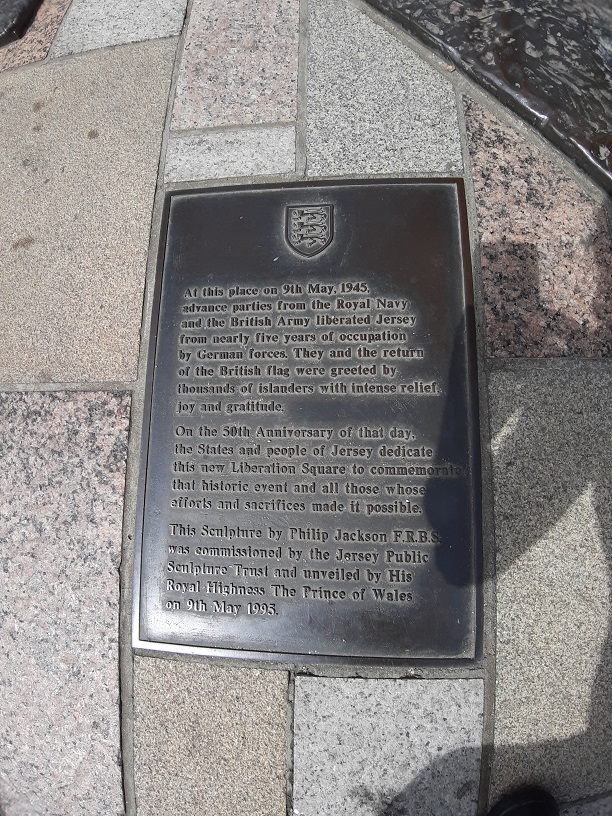 At this place on 9th May, 1945,
advance parties from the Royal Navy
and the British Army liberated Jersey
from nearly five years of occupation
by German forces. They and the return
of the British flag were greeted by
thousands of islanders with intense relief,
joy and gratitude.
On the 50th Anniversary of that day,
the States and people of Jersey dedicate
this new Liberation Square to commemorate
that historic event and all those whose
efforts and sacrifices made it possible.
This Sculpture by Philip Jackson F.R.B.S.
was commissioned by the Jersey Public
Sculpture Trust and unveiled by His
Royal Highness The Prince of Wales
on 9th May 1995.